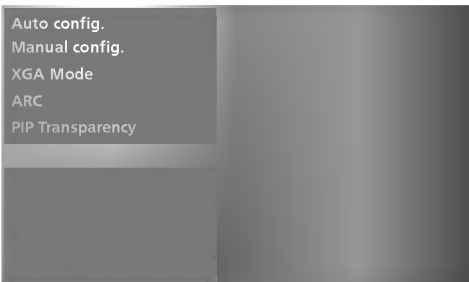 Auto config.
Manual config.
XGA Mode
ARC
PIP Transparency